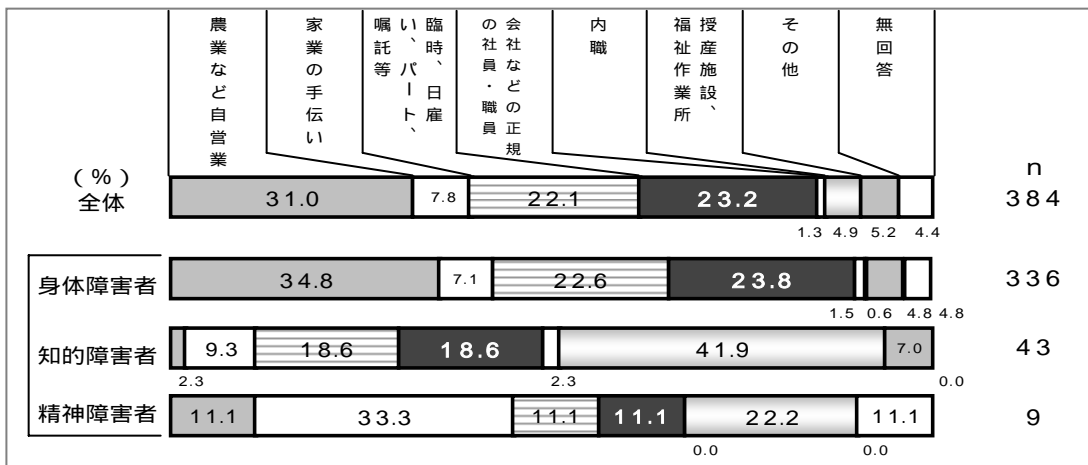 農業など自営業
家業の手伝い
臨時、日雇
い、パート、
嘱託等
会社などの正規
の社員・職員
内職
授産施設、
福祉作業所
その他
無回答
(%)
n
全体
31.0
7.8
22.1
23.2
1.3
4.9
5.2
4.4
384
身体障害者
34.8
7.1
22.6
23.8
1.5
0.6
4.8
4.8
336
知的障害者
2.3
9.3
18.6
18.6
2.3
41.9
7.0
0.0
43
精神障害者
11.1
33.3
11.1
11.1
0.0
22.2
0.0
11.1
9